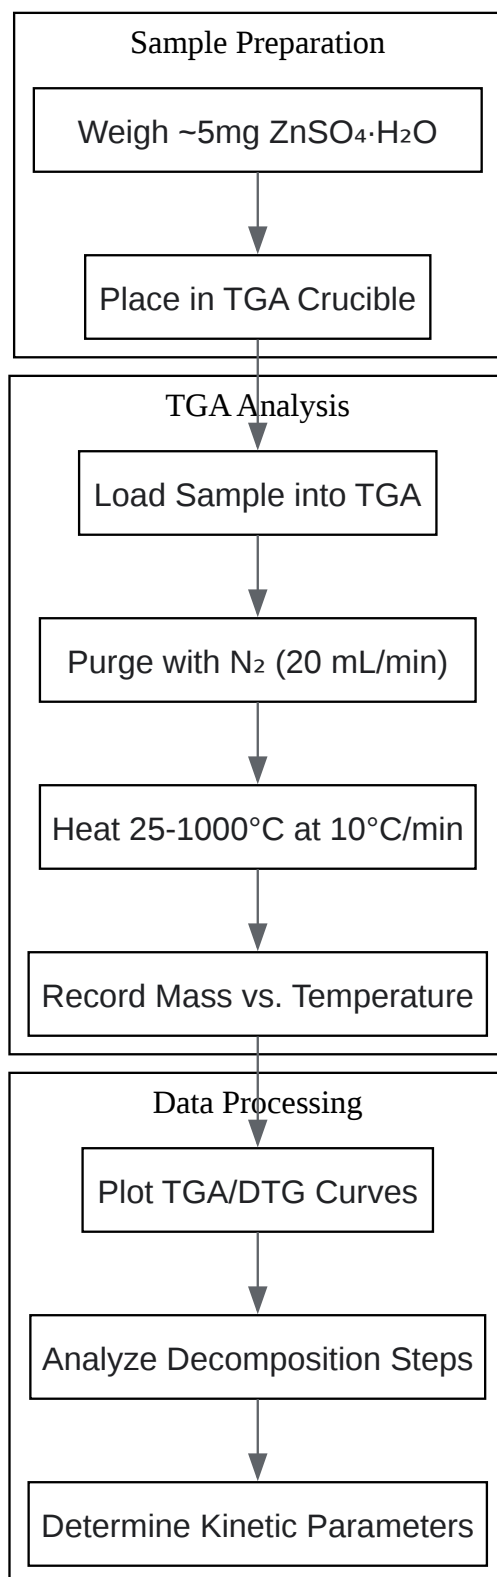 Sample Preparation
Weigh ~5mg ZnSO₄·H₂O
Place in TGA Crucible
TGA Analysis
Load Sample into TGA
Purge with N₂ (20 mL/min)
Heat 25-1000°C at 10°C/min
Record Mass vs. Temperature
Data Processing
Plot TGA/DTG Curves
Analyze Decomposition Steps
Determine Kinetic Parameters